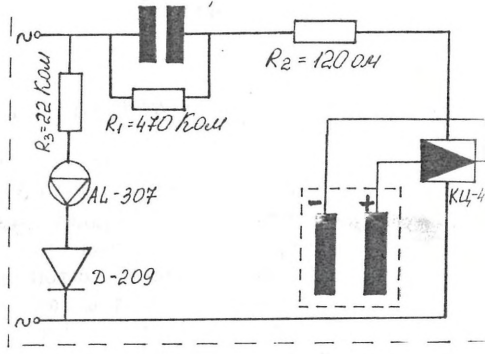 ~
R₂=120 ом
R₁=470 Ком
R₃=22 Ком
AL-307
- +
КЦ-4
D-209
~